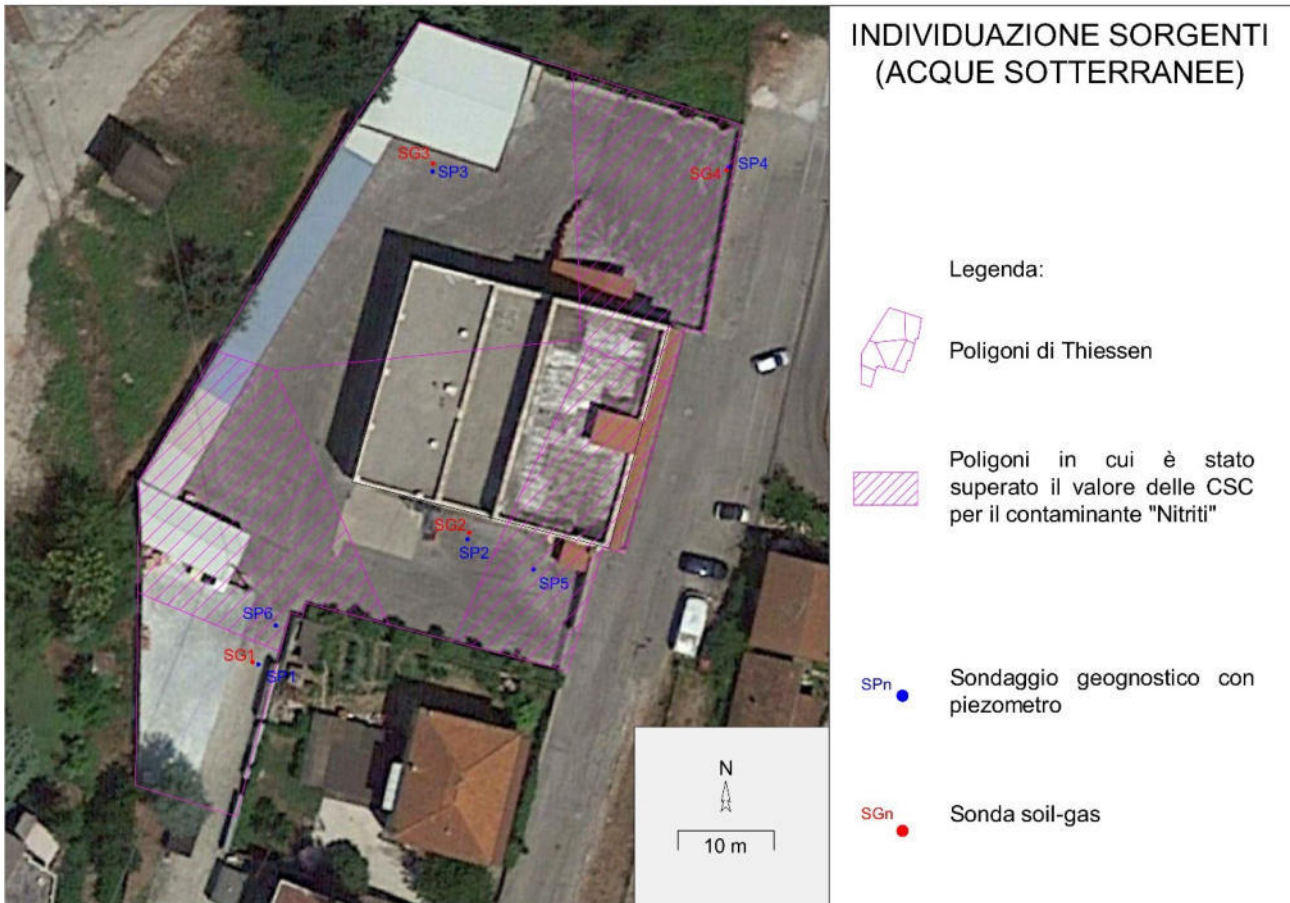 INDIVIDUAZIONE SORGENTI
(ACQUE SOTTERRANEE)
SG3
SP3
SP4
SG4
Legenda:
Poligoni di Thiessen
Poligoni in cui è stato
superato il valore delle CSC
per il contaminante "Nitriti"
SG2
SP2
SP5
SP6
SG1
SP1
SPn
Sondaggio geognostico con
piezometro
N
10 m
SGn
Sonda soil-gas